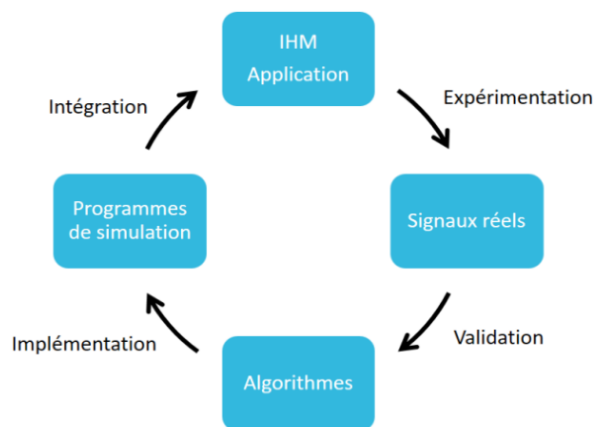 IHM
Application
Intégration
Expérimentation
Programmes
de simulation
Signaux réels
Implémentation
Validation
Algorithmes